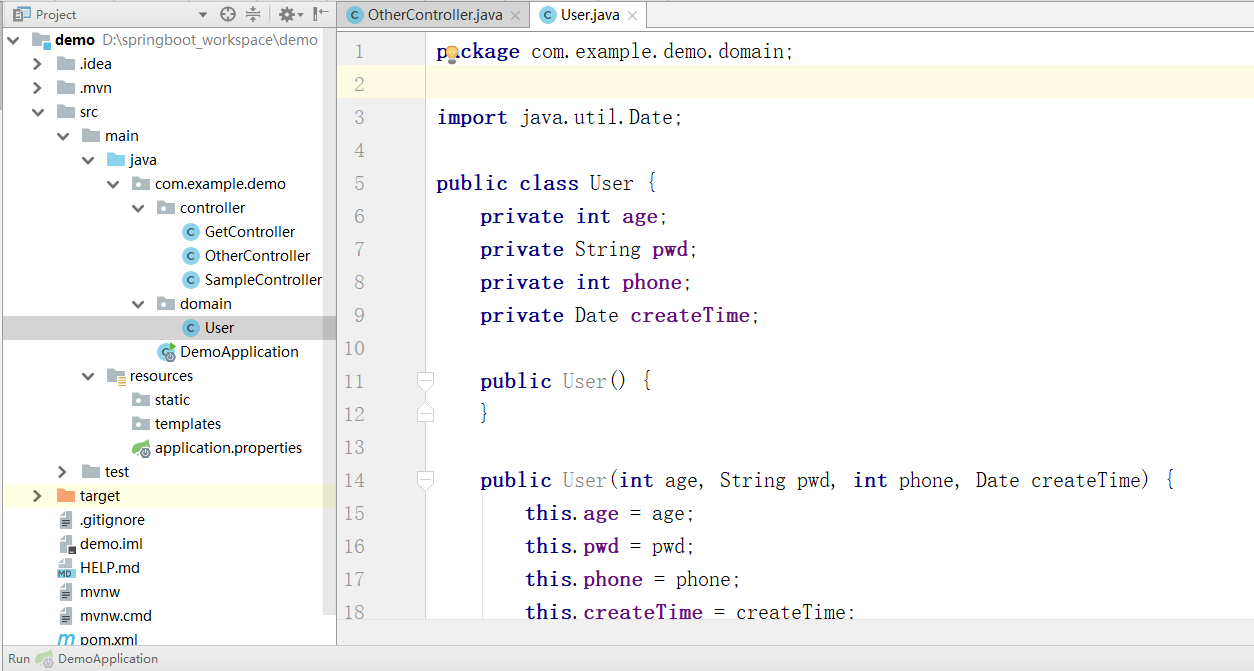 Project
demo D:\springboot_workspace\demo
.idea
.mvn
src
main
java
com.example.demo
controller
GetController
OtherController
SampleController
domain
User
DemoApplication
resources
static
templates
application.properties
test
target
.gitignore
demo.iml
HELP.md
mvnw
mvnw.cmd
pom.xml
OtherController.java
User.java
1 package com.example.demo.domain;
2
3 import java.util.Date;
4
5 public class User {
6 private int age;
7 private String pwd;
8 private int phone;
9 private Date createTime;
10
11 public User() {
12 }
13
14 public User(int age, String pwd, int phone, Date createTime) {
15 this.age = age;
16 this.pwd = pwd;
17 this.phone = phone;
18 this.createTime = createTime;
Run DemoApplication